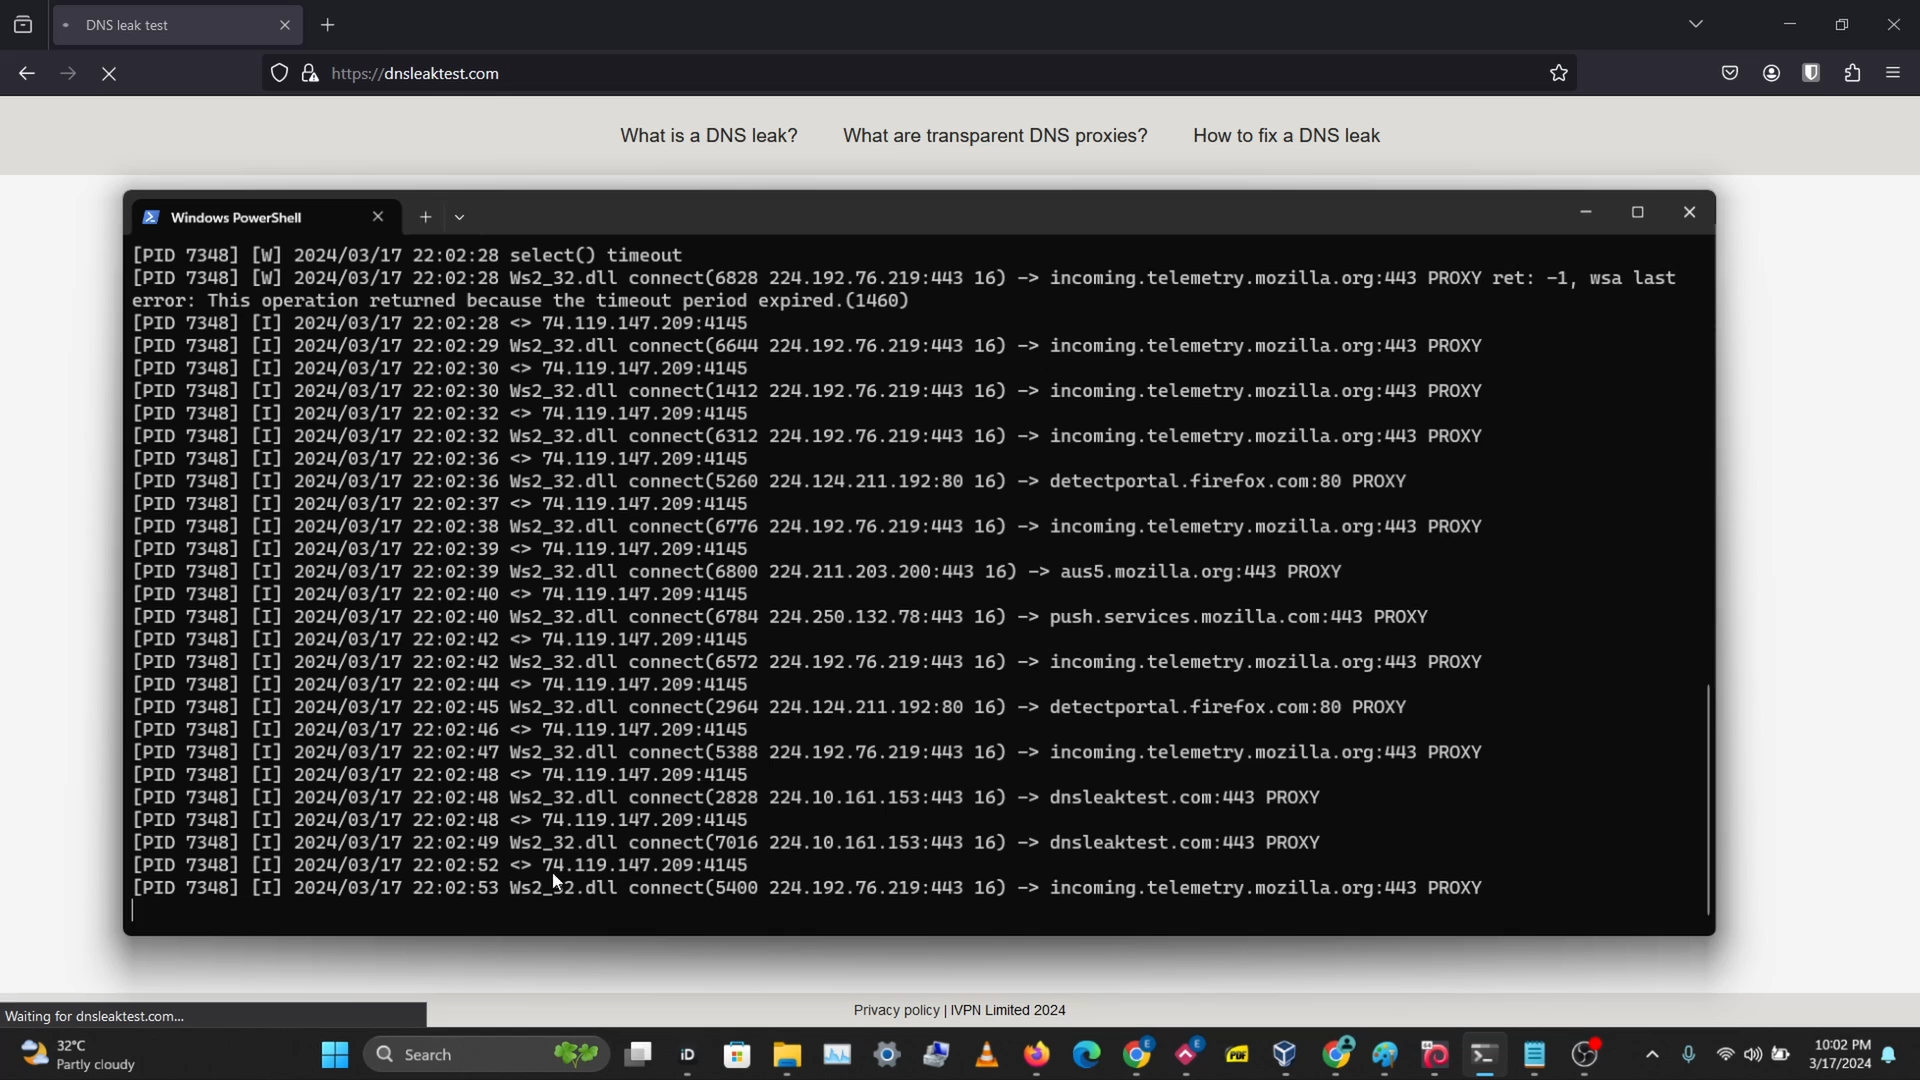 DNS leak test
https://dnsleaktest.com
What is a DNS leak? What are transparent DNS proxies? How to fix a DNS leak
Windows PowerShell
[PID 7348] [W] 2024/03/17 22:02:28 select() timeout
[PID 7348] [W] 2024/03/17 22:02:28 Ws2_32.dll connect(6828 224.192.76.219:443 16) -> incoming.telemetry.mozilla.org:443 PROXY ret: -1, wsa last
error: This operation returned because the timeout period expired.(1460)
[PID 7348] [I] 2024/03/17 22:02:28 <> 74.119.147.209:4145
[PID 7348] [I] 2024/03/17 22:02:29 Ws2_32.dll connect(6644 224.192.76.219:443 16) -> incoming.telemetry.mozilla.org:443 PROXY
[PID 7348] [I] 2024/03/17 22:02:30 <> 74.119.147.209:4145
[PID 7348] [I] 2024/03/17 22:02:30 Ws2_32.dll connect(1412 224.192.76.219:443 16) -> incoming.telemetry.mozilla.org:443 PROXY
[PID 7348] [I] 2024/03/17 22:02:32 <> 74.119.147.209:4145
[PID 7348] [I] 2024/03/17 22:02:32 Ws2_32.dll connect(6312 224.192.76.219:443 16) -> incoming.telemetry.mozilla.org:443 PROXY
[PID 7348] [I] 2024/03/17 22:02:36 <> 74.119.147.209:4145
[PID 7348] [I] 2024/03/17 22:02:36 Ws2_32.dll connect(5260 224.124.211.192:80 16) -> detectportal.firefox.com:80 PROXY
[PID 7348] [I] 2024/03/17 22:02:37 <> 74.119.147.209:4145
[PID 7348] [I] 2024/03/17 22:02:38 Ws2_32.dll connect(6776 224.192.76.219:443 16) -> incoming.telemetry.mozilla.org:443 PROXY
[PID 7348] [I] 2024/03/17 22:02:39 <> 74.119.147.209:4145
[PID 7348] [I] 2024/03/17 22:02:39 Ws2_32.dll connect(6800 224.211.203.200:443 16) -> aus5.mozilla.org:443 PROXY
[PID 7348] [I] 2024/03/17 22:02:40 <> 74.119.147.209:4145
[PID 7348] [I] 2024/03/17 22:02:40 Ws2_32.dll connect(6784 224.250.132.78:443 16) -> push.services.mozilla.com:443 PROXY
[PID 7348] [I] 2024/03/17 22:02:42 <> 74.119.147.209:4145
[PID 7348] [I] 2024/03/17 22:02:42 Ws2_32.dll connect(6572 224.192.76.219:443 16) -> incoming.telemetry.mozilla.org:443 PROXY
[PID 7348] [I] 2024/03/17 22:02:44 <> 74.119.147.209:4145
[PID 7348] [I] 2024/03/17 22:02:45 Ws2_32.dll connect(2964 224.124.211.192:80 16) -> detectportal.firefox.com:80 PROXY
[PID 7348] [I] 2024/03/17 22:02:46 <> 74.119.147.209:4145
[PID 7348] [I] 2024/03/17 22:02:47 Ws2_32.dll connect(5388 224.192.76.219:443 16) -> incoming.telemetry.mozilla.org:443 PROXY
[PID 7348] [I] 2024/03/17 22:02:48 <> 74.119.147.209:4145
[PID 7348] [I] 2024/03/17 22:02:48 Ws2_32.dll connect(2828 224.10.161.153:443 16) -> dnsleaktest.com:443 PROXY
[PID 7348] [I] 2024/03/17 22:02:48 <> 74.119.147.209:4145
[PID 7348] [I] 2024/03/17 22:02:49 Ws2_32.dll connect(7016 224.10.161.153:443 16) -> dnsleaktest.com:443 PROXY
[PID 7348] [I] 2024/03/17 22:02:52 <> 74.119.147.209:4145
[PID 7348] [I] 2024/03/17 22:02:53 Ws2_32.dll connect(5400 224.192.76.219:443 16) -> incoming.telemetry.mozilla.org:443 PROXY
Privacy policy | IVPN Limited 2024
Waiting for dnsleaktest.com...
32°C
Partly cloudy
Search
10:02 PM
3/17/2024